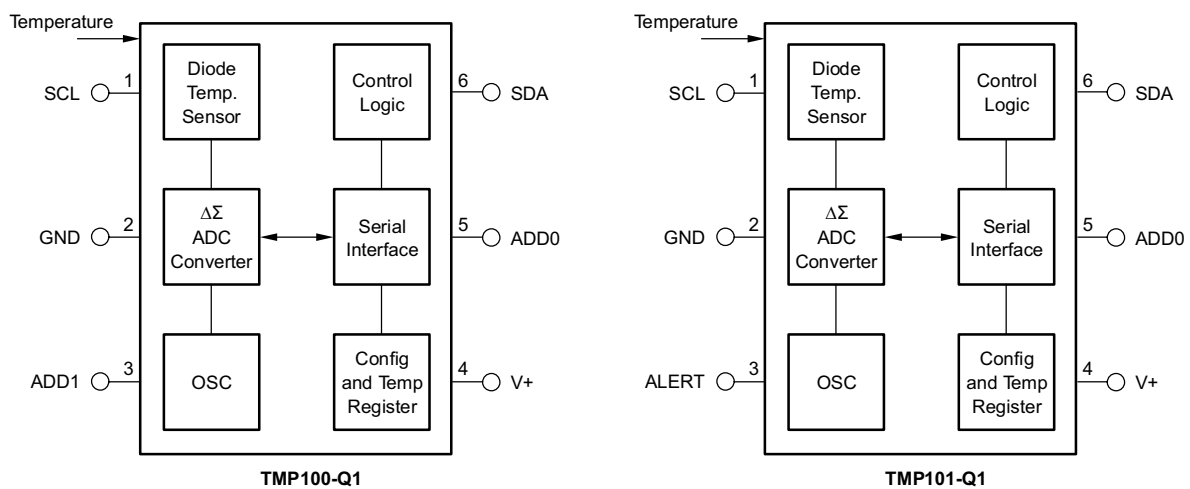 Temperature
SCL
1
Diode
Temp.
Sensor
Control
Logic
6
SDA
GND
2
ΔΣ
ADC
Converter
Serial
Interface
5
ADD0
ADD1
3
OSC
Config
and Temp
Register
4
V+
TMP100-Q1
Temperature
SCL
1
Diode
Temp.
Sensor
Control
Logic
6
SDA
GND
2
ΔΣ
ADC
Converter
Serial
Interface
5
ADD0
ALERT
3
OSC
Config
and Temp
Register
4
V+
TMP101-Q1